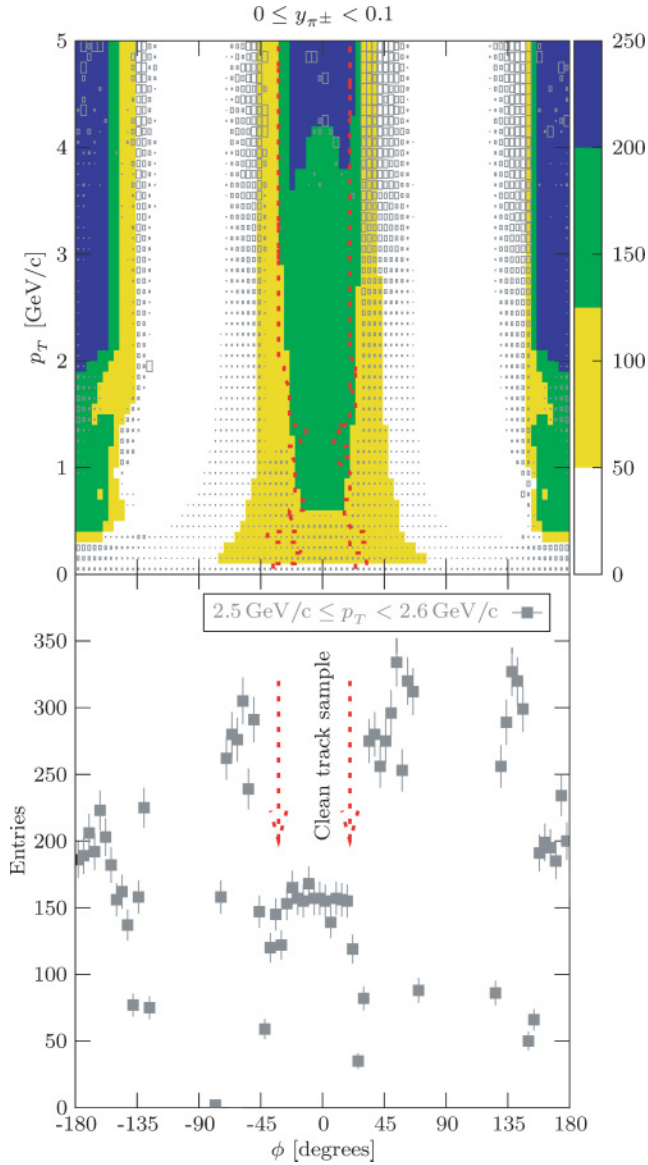 0 ≤ y_{π±} < 0.1
5
4
3
2
1
0
p_T [GeV/c]
250
200
150
100
50
0
2.5 GeV/c ≤ p_T < 2.6 GeV/c
Clean track sample
350
300
250
200
150
100
50
0
Entries
-180 -135 -90 -45 0 45 90 135 180
ϕ [degrees]